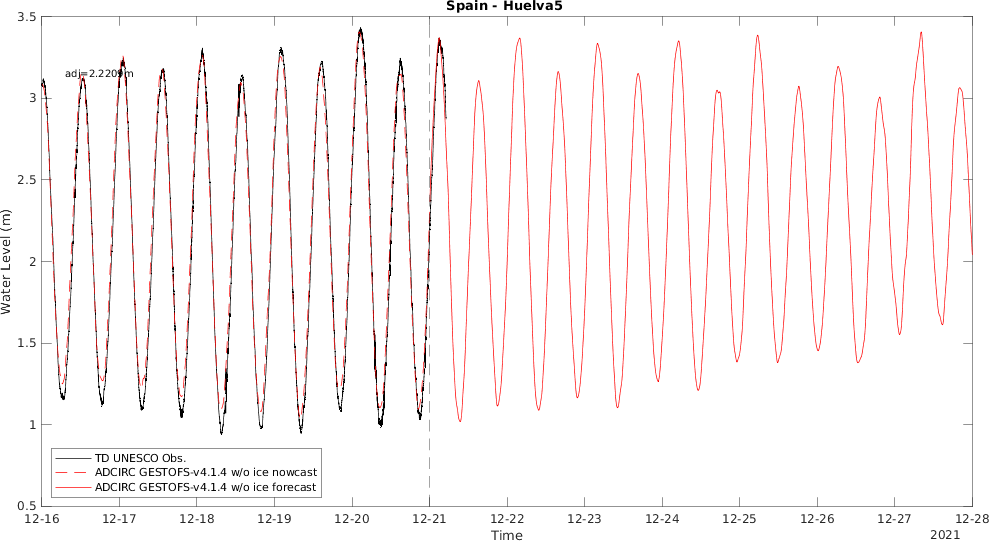 Spain - Huelva5
3.5
3
2.5
2
1.5
1
0.5
Water Level (m)
adj=2.2209m
TD UNESCO Obs.
ADCIRC GESTOFS-v4.1.4 w/o ice nowcast
ADCIRC GESTOFS-v4.1.4 w/o ice forecast
12-16 12-17 12-18 12-19 12-20 12-21 12-22 12-23 12-24 12-25 12-26 12-27 12-28
Time
2021